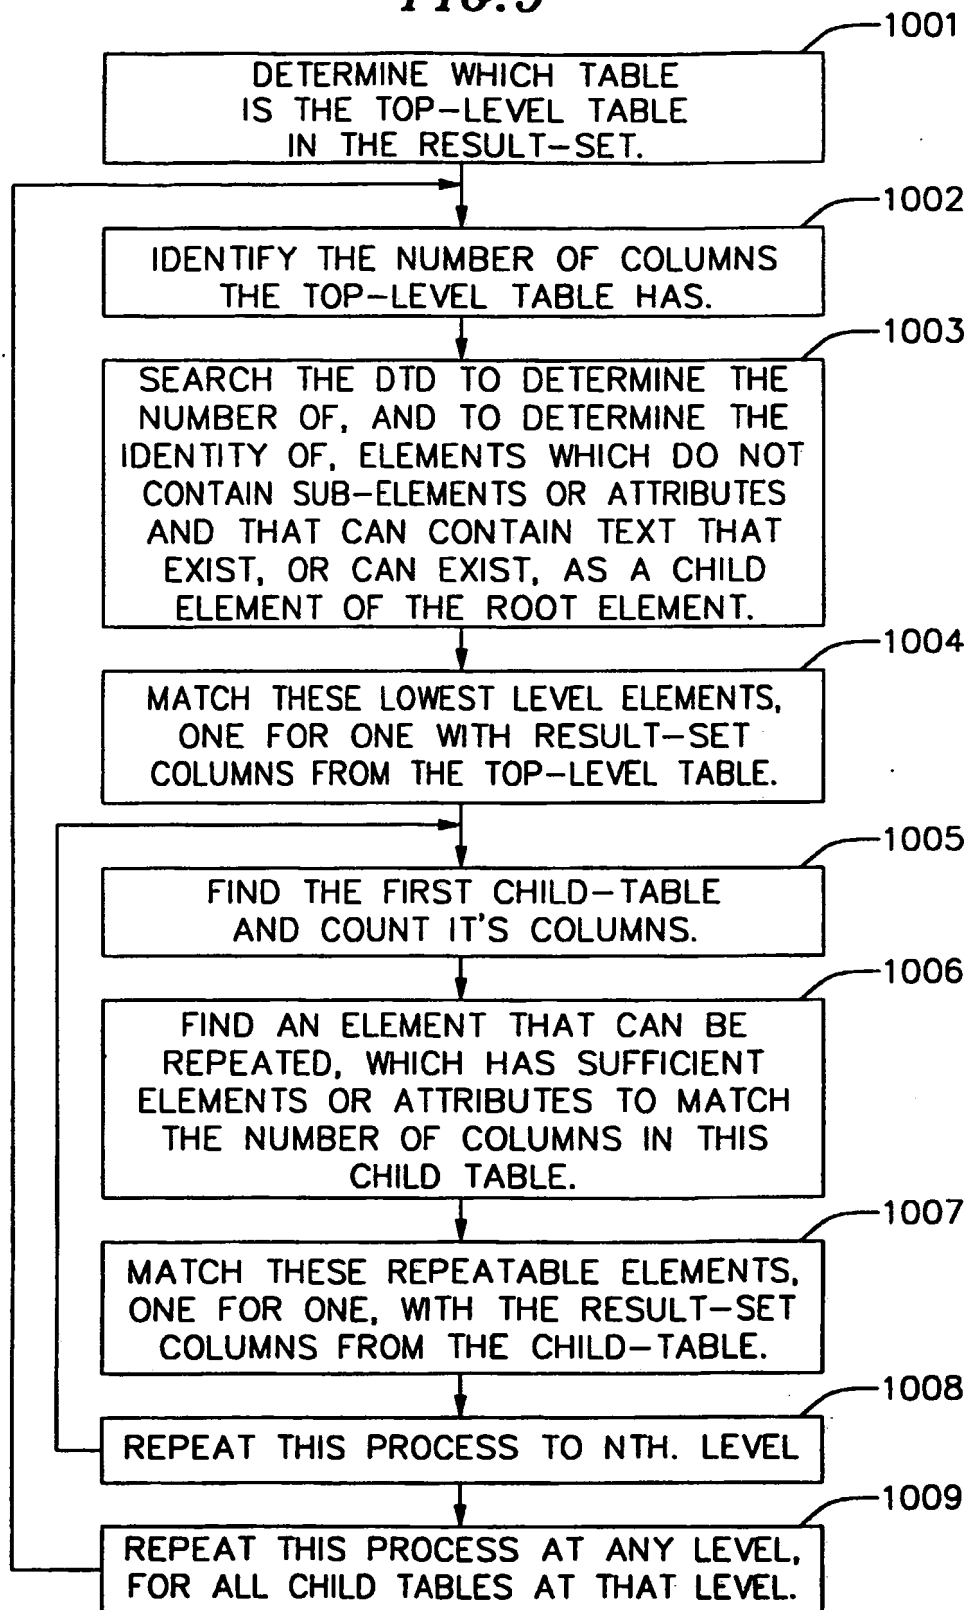 FIG.9
1001
DETERMINE WHICH TABLE
IS THE TOP-LEVEL TABLE
IN THE RESULT-SET.
1002
IDENTIFY THE NUMBER OF COLUMNS
THE TOP-LEVEL TABLE HAS.
1003
SEARCH THE DTD TO DETERMINE THE
NUMBER OF, AND TO DETERMINE THE
IDENTITY OF, ELEMENTS WHICH DO NOT
CONTAIN SUB-ELEMENTS OR ATTRIBUTES
AND THAT CAN CONTAIN TEXT THAT
EXIST, OR CAN EXIST, AS A CHILD
ELEMENT OF THE ROOT ELEMENT.
1004
MATCH THESE LOWEST LEVEL ELEMENTS,
ONE FOR ONE WITH RESULT-SET
COLUMNS FROM THE TOP-LEVEL TABLE.
1005
FIND THE FIRST CHILD-TABLE
AND COUNT IT'S COLUMNS.
1006
FIND AN ELEMENT THAT CAN BE
REPEATED, WHICH HAS SUFFICIENT
ELEMENTS OR ATTRIBUTES TO MATCH
THE NUMBER OF COLUMNS IN THIS
CHILD TABLE.
1007
MATCH THESE REPEATABLE ELEMENTS,
ONE FOR ONE, WITH THE RESULT-SET
COLUMNS FROM THE CHILD-TABLE.
1008
REPEAT THIS PROCESS TO NTH. LEVEL
1009
REPEAT THIS PROCESS AT ANY LEVEL,
FOR ALL CHILD TABLES AT THAT LEVEL.